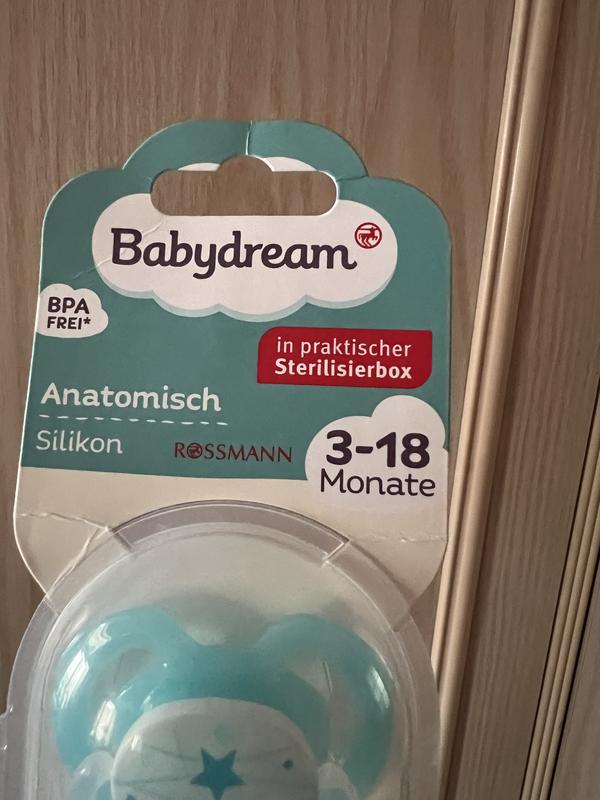 Babydream
BPA
FREI*
in praktischer
Sterilisierbox
Anatomisch
Silikon
ROSSMANN
3-18
Monate